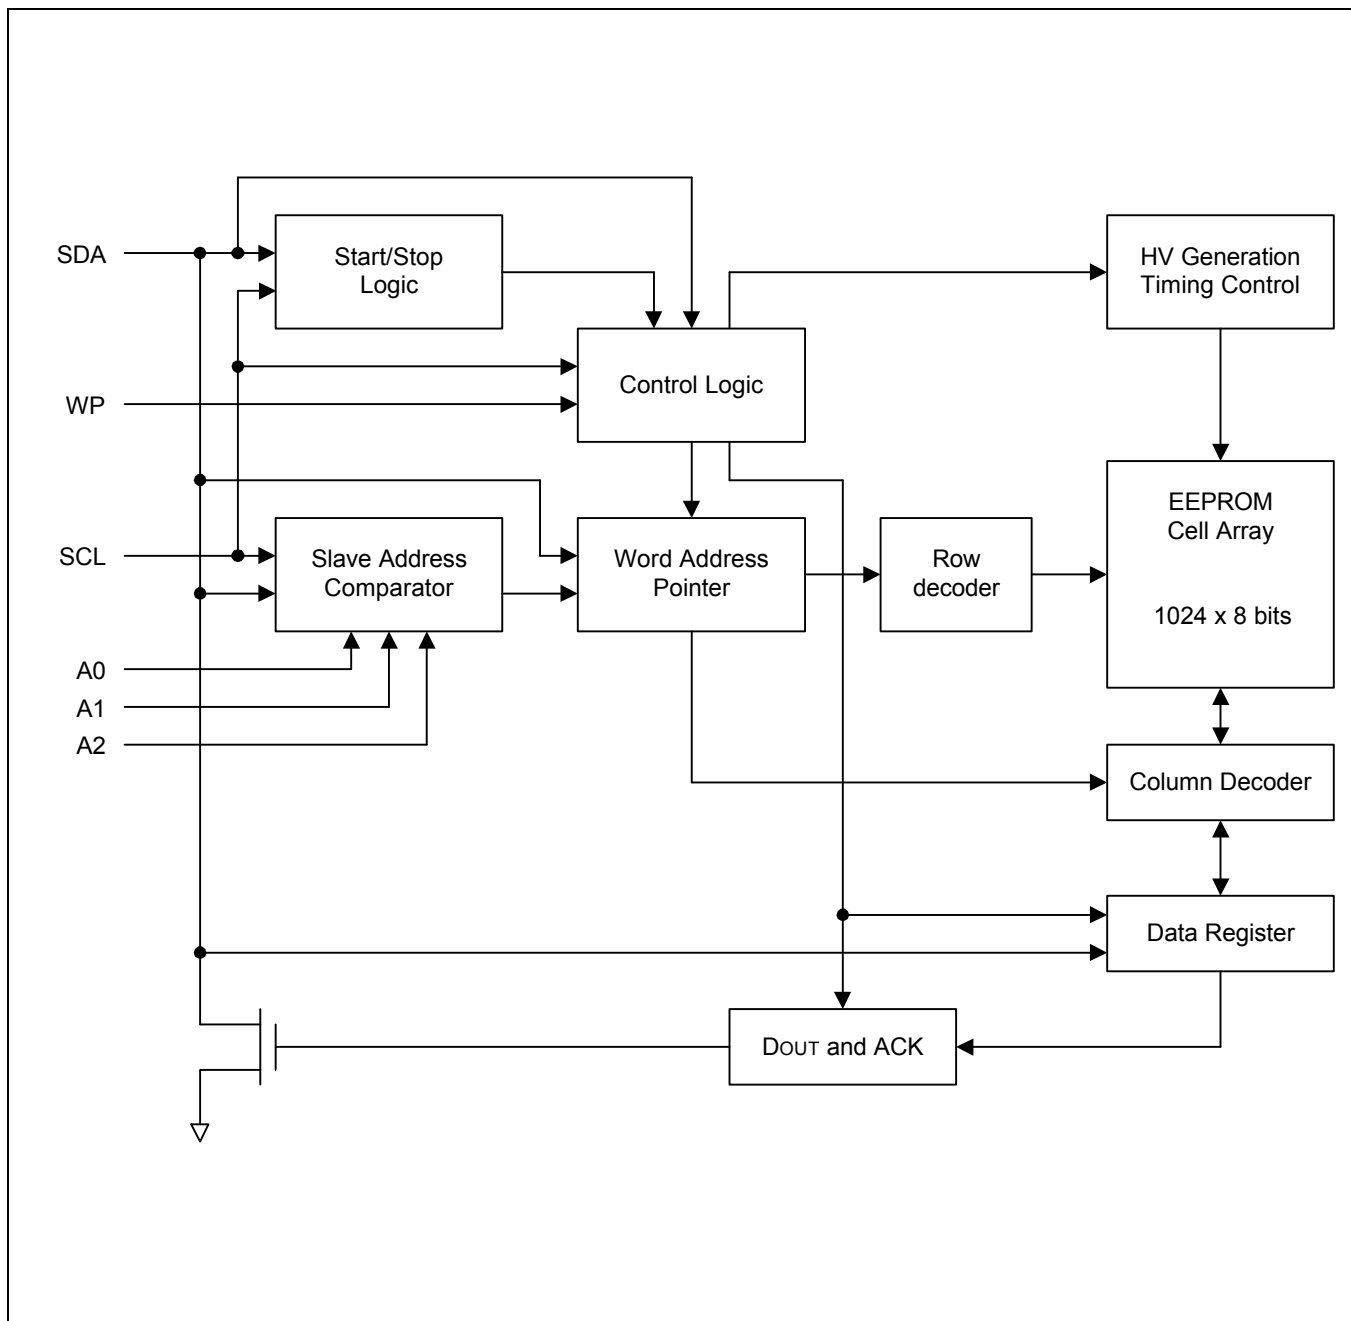 SDA
Start/Stop
Logic
HV Generation
Timing Control
Control Logic
WP
EEPROM
Cell Array
1024 x 8 bits
SCL
Slave Address
Comparator
Word Address
Pointer
Row
decoder
A0
A1
A2
Column Decoder
Data Register
DOUT and ACK